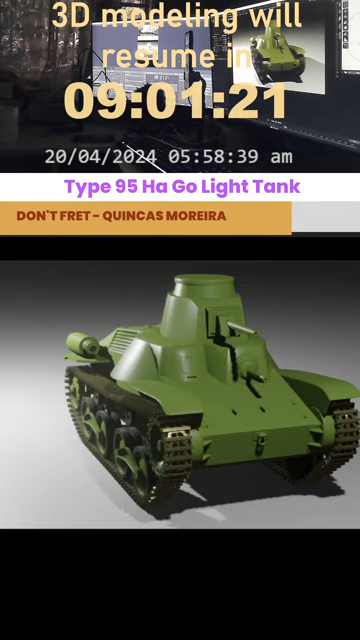 3D modeling will
resume in
09:01:21
20/04/2024 05:58:39 am
Type 95 Ha Go Light Tank
DON'T FRET - QUINCAS MOREIRA